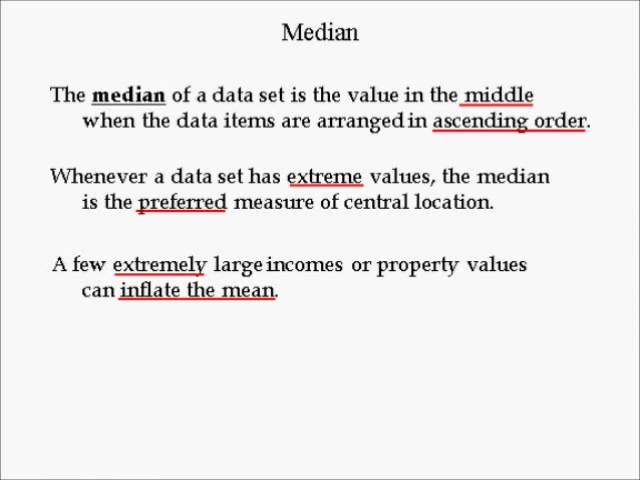 Median
The median of a data set is the value in the middle
when the data items are arranged in ascending order.
Whenever a data set has extreme values, the median
is the preferred measure of central location.
A few extremely large incomes or property values
can inflate the mean.